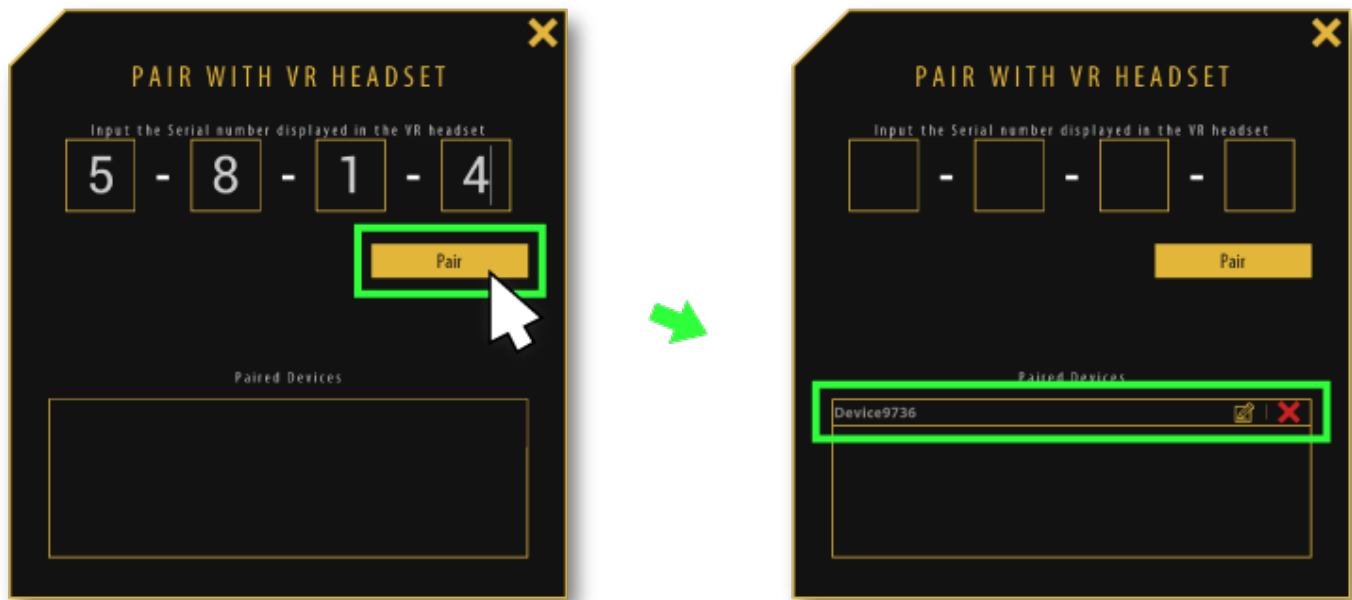 PAIR WITH VR HEADSET
Input the Serial number displayed in the VR headset
5 - 8 - 1 - 4
Pair
Paired Devices
PAIR WITH VR HEADSET
Input the Serial number displayed in the VR headset
- - -
Pair
Paired Devices
Device9736